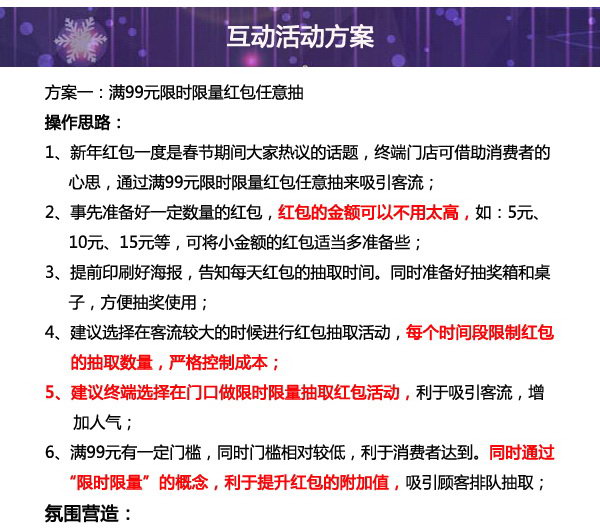 互动活动方案
方案一：满99元限时限量红包任意抽
操作思路：
1、新年红包一度是春节期间大家热议的话题，终端门店可借助消费者的
心思，通过满99元限时限量红包任意抽来吸引客流；
2、事先准备好一定数量的红包，红包的金额可以不用太高，如：5元、
10元、15元等，可将小金额的红包适当多准备些；
3、提前印刷好海报，告知每天红包的抽取时间。同时准备好抽奖箱和桌
子，方便抽奖使用；
4、建议选择在客流较大的时候进行红包抽取活动，每个时间段限制红包
的抽取数量，严格控制成本；
5、建议终端选择在门口做限时限量抽取红包活动，利于吸引客流，增
加人气；
6、满99元有一定门槛，同时门槛相对较低，利于消费者达到。同时通过
“限时限量”的概念，利于提升红包的附加值，吸引顾客排队抽取；
氛围营造：